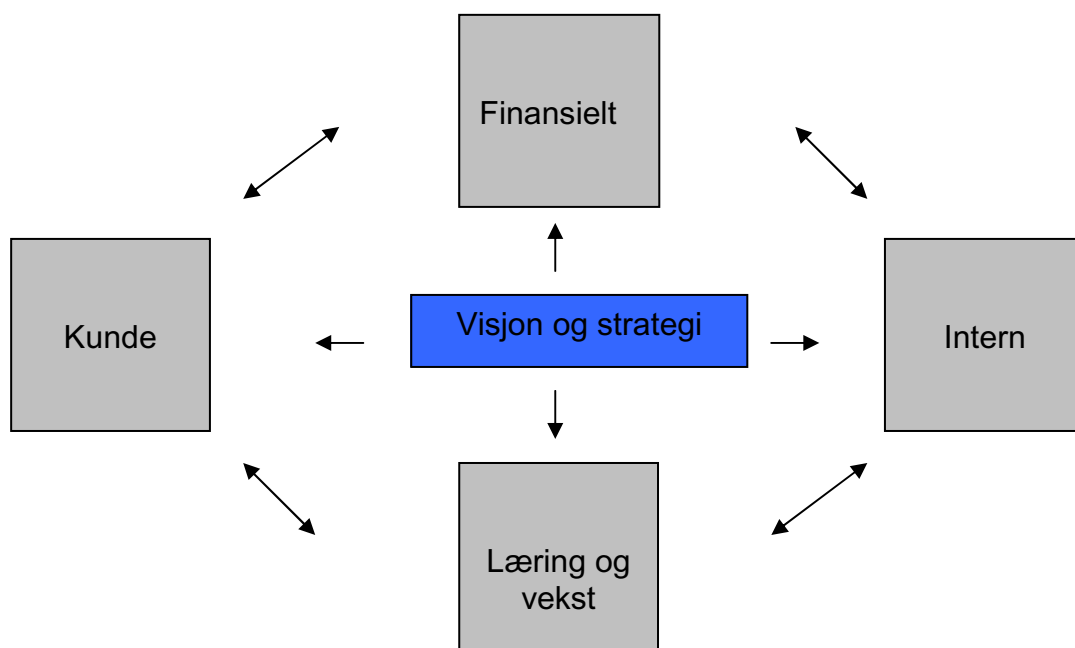 Finansielt
Kunde
Visjon og strategi
Intern
Læring og
vekst